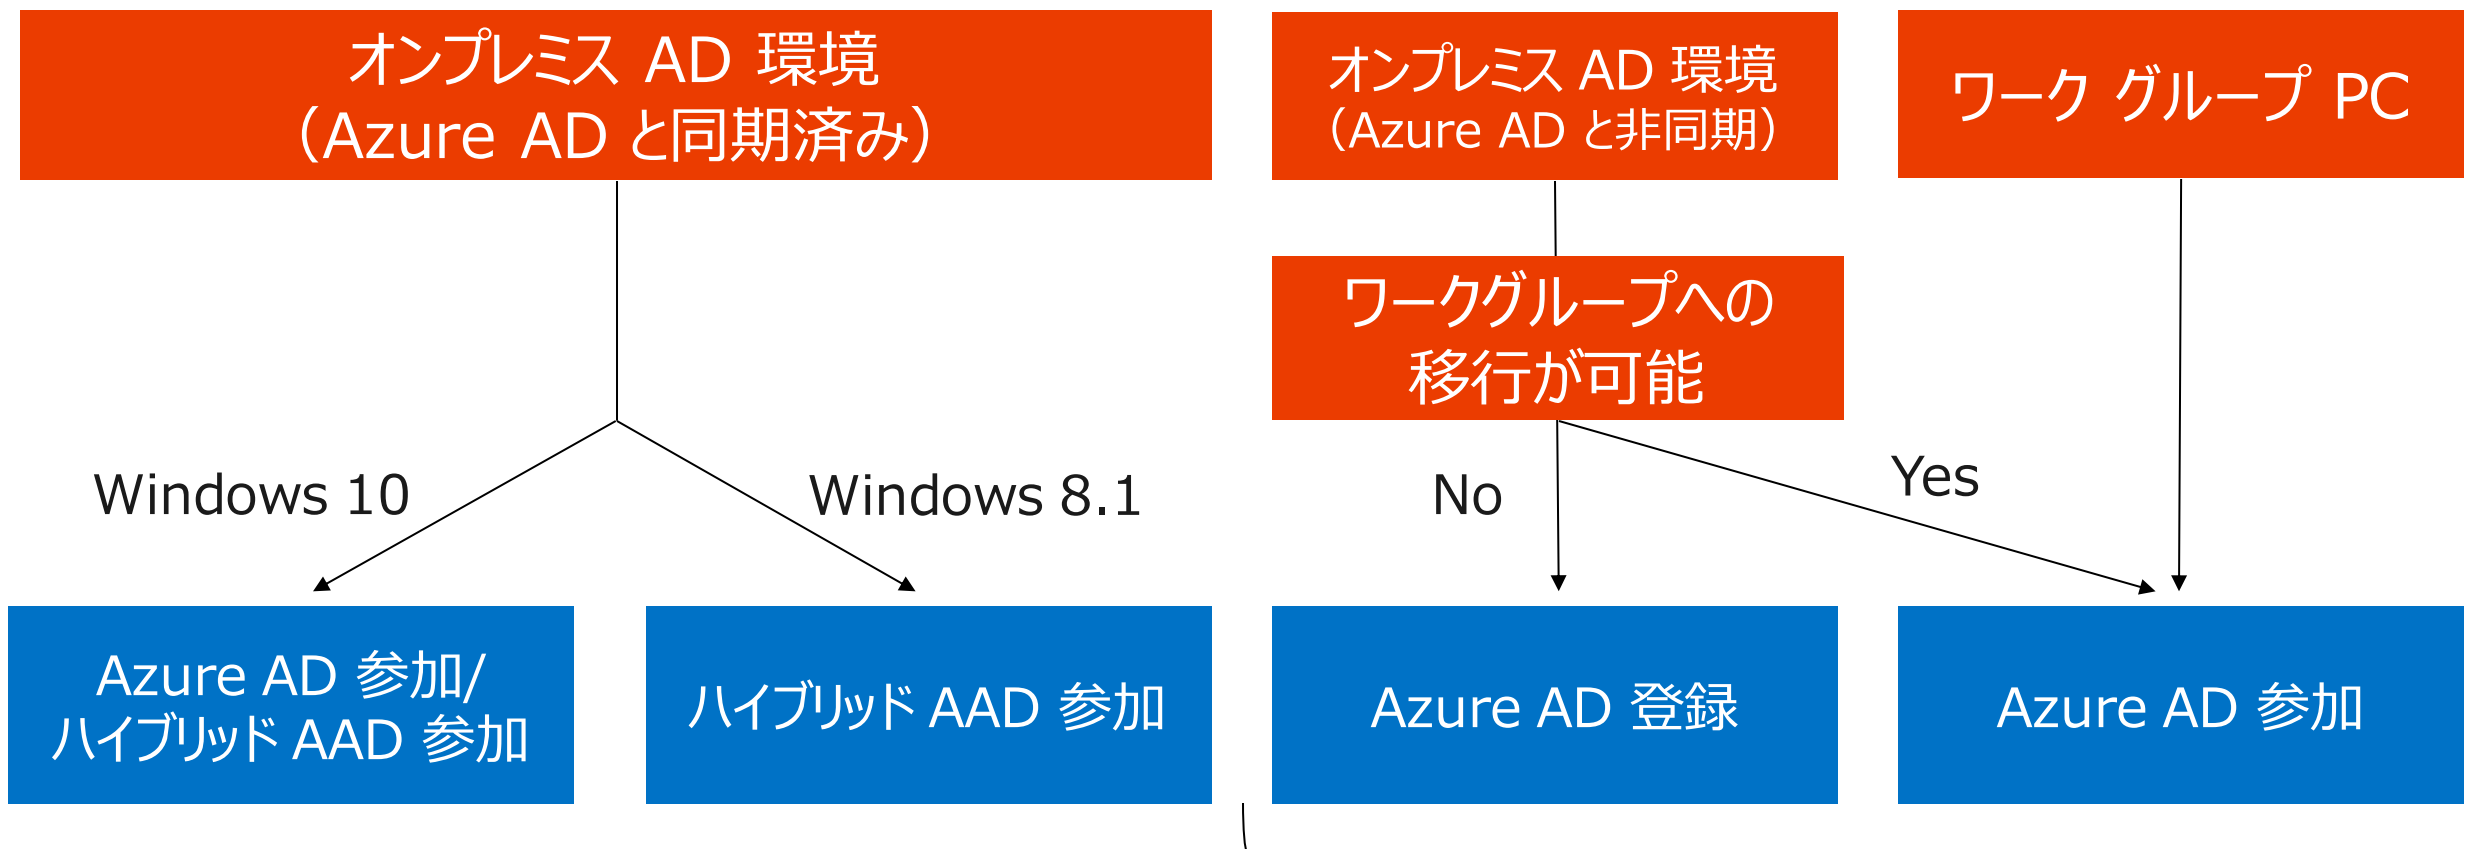 オンプレミス AD 環境
（Azure AD と同期済み）
オンプレミス AD 環境
（Azure AD と非同期）
ワーク グループ PC
ワークグループへの
移行が可能
Windows 10
Windows 8.1
No
Yes
Azure AD 参加/
ハイブリッド AAD 参加
ハイブリッド AAD 参加
Azure AD 登録
Azure AD 参加